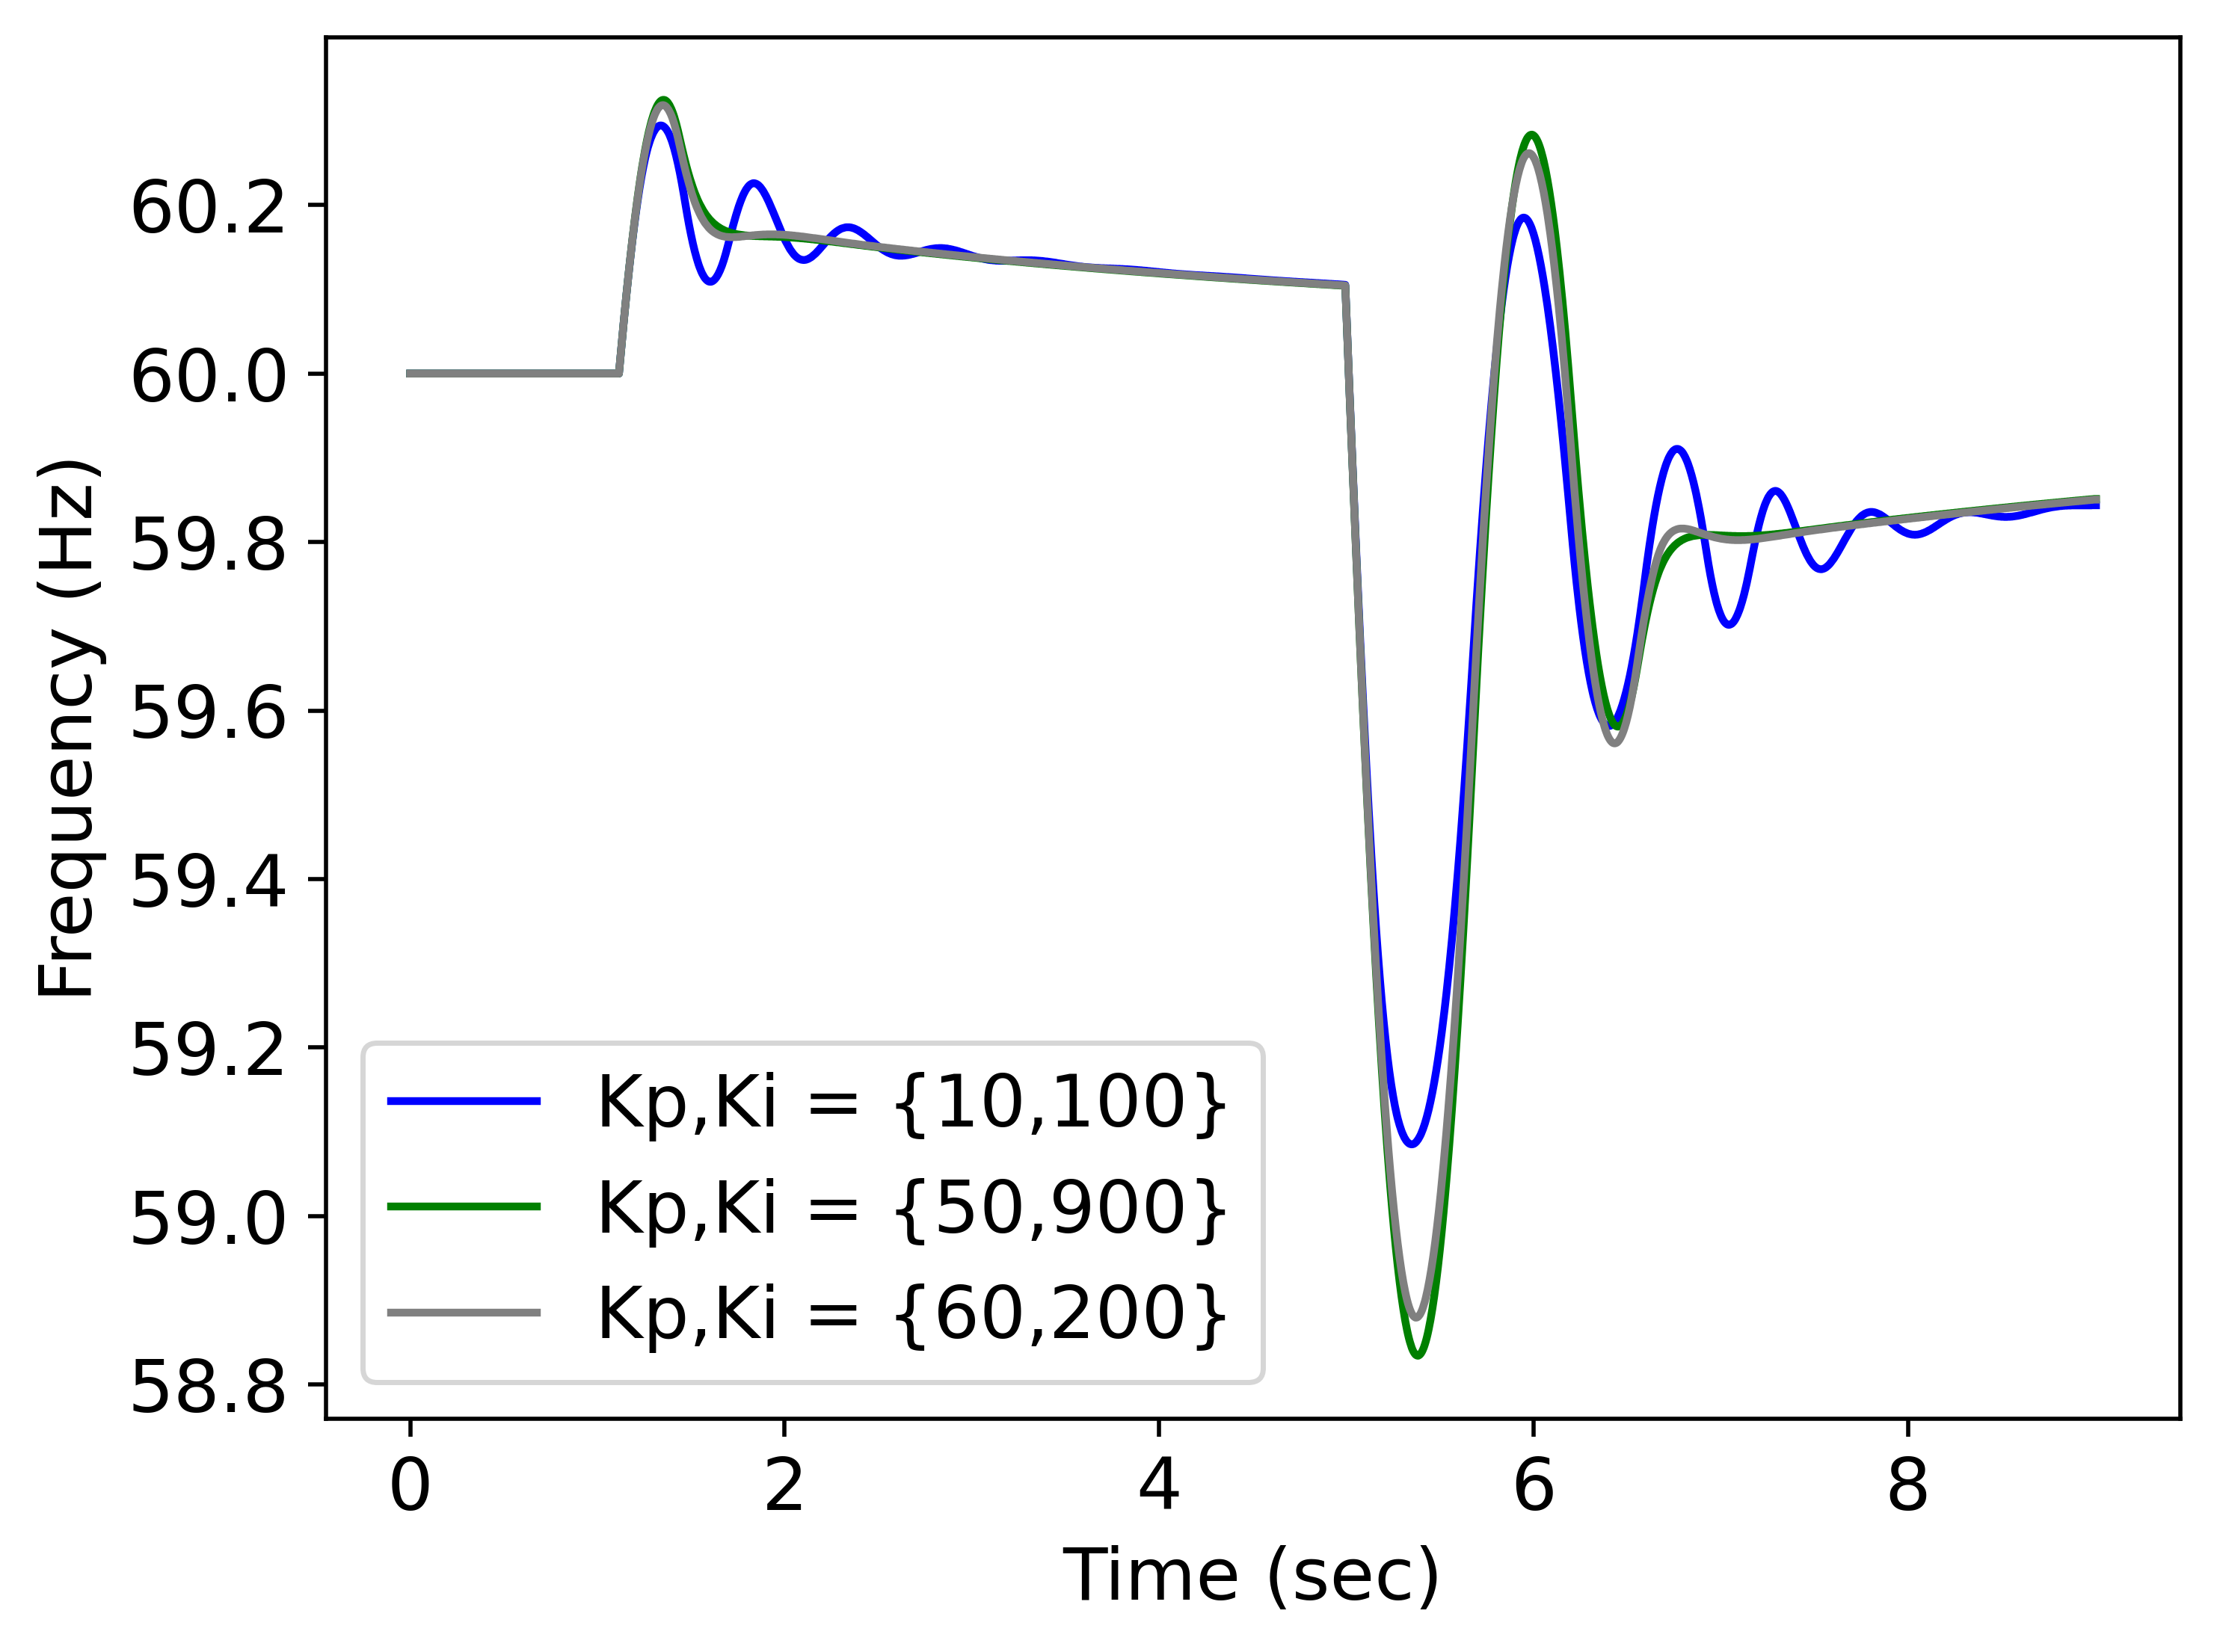 Frequency (Hz)
60.2
60.0
59.8
59.6
59.4
59.2
59.0
58.8
Kp,Ki = {10,100}
Kp,Ki = {50,900}
Kp,Ki = {60,200}
0 2 4 6 8
Time (sec)